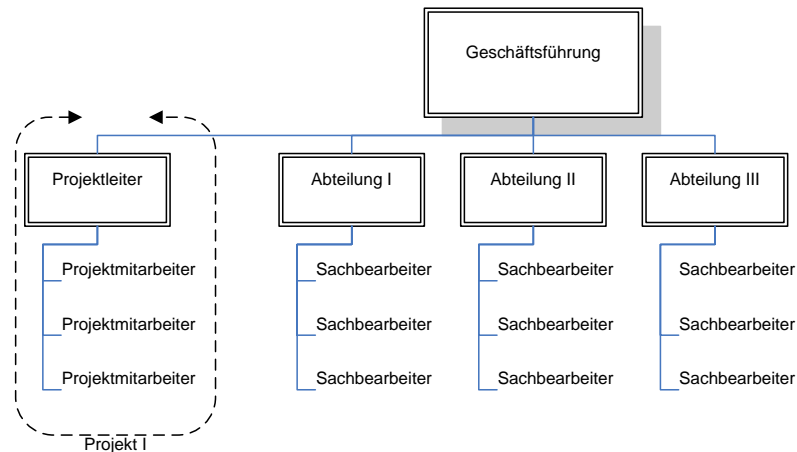 Geschäftsführung
Projektleiter
Abteilung I
Abteilung II
Abteilung III
Projektmitarbeiter
Sachbearbeiter
Sachbearbeiter
Sachbearbeiter
Projektmitarbeiter
Sachbearbeiter
Sachbearbeiter
Sachbearbeiter
Projektmitarbeiter
Sachbearbeiter
Sachbearbeiter
Sachbearbeiter
Projekt I